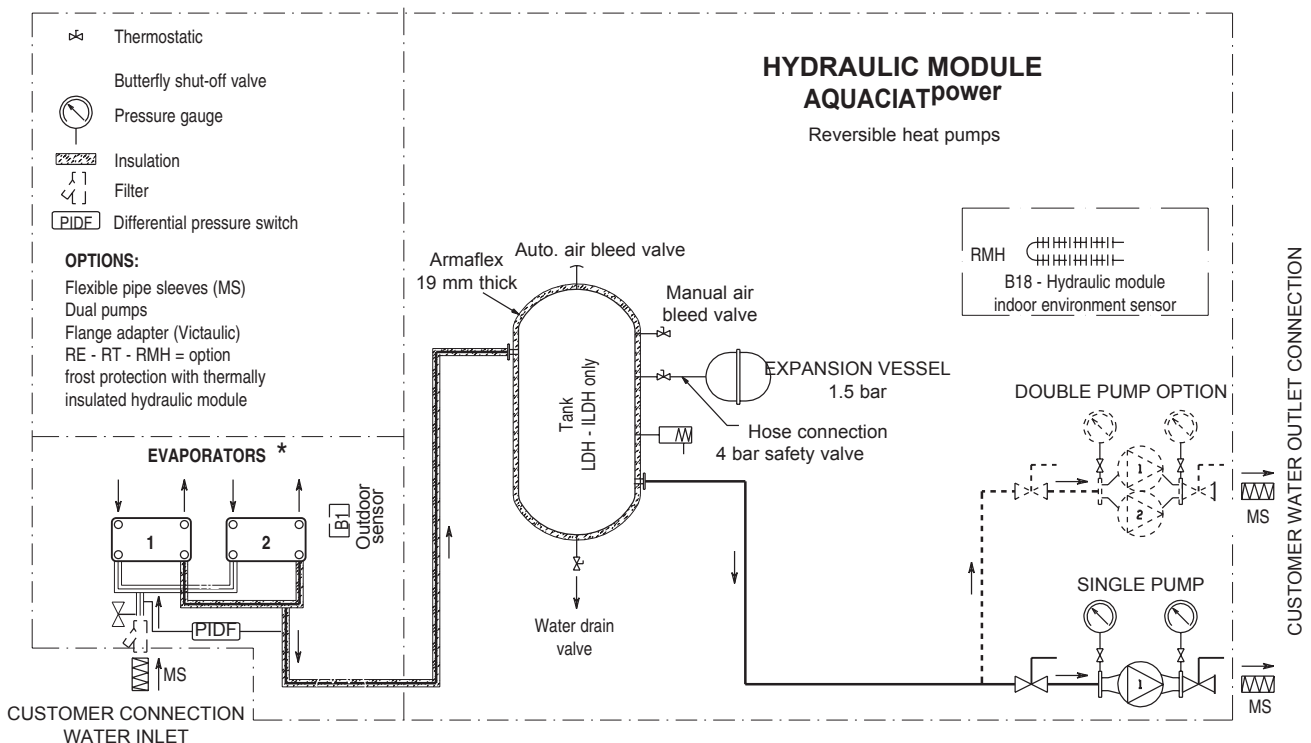 Thermostatic
Butterfly shut-off valve
Pressure gauge
Insulation
Filter
PIDF Differential pressure switch
OPTIONS:
Flexible pipe sleeves (MS)
Dual pumps
Flange adapter (Victaulic)
RE - RT - RMH = option
frost protection with thermally
insulated hydraulic module
EVAPORATORS *
1
2
B1
Outdoor
sensor
PIDF
MS
CUSTOMER CONNECTION
WATER INLET
HYDRAULIC MODULE
AQUACIATpower
Reversible heat pumps
RMH
B18 - Hydraulic module
indoor environment sensor
Armaflex
19 mm thick
Auto. air bleed valve
Manual air
bleed valve
EXPANSION VESSEL
1.5 bar
Hose connection
4 bar safety valve
Tank
LDH - ILDH only
Water drain
valve
DOUBLE PUMP OPTION
1
2
MS
SINGLE PUMP
1
MS
CUSTOMER WATER OUTLET CONNECTION